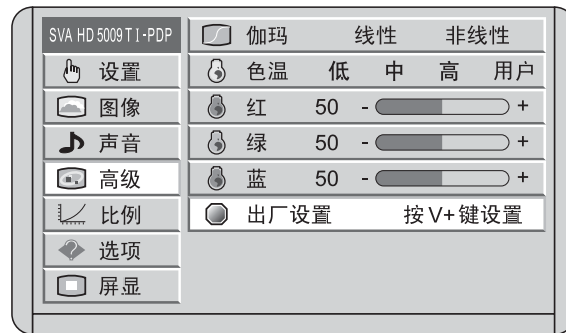 SVA HD 5009 T I -PDP
设置
图像
声音
高级
比例
选项
屏显
伽玛 线性 非线性
色温 低 中 高 用户
红 50 - +
绿 50 - +
蓝 50 - +
出厂设置 按 V+ 键设置